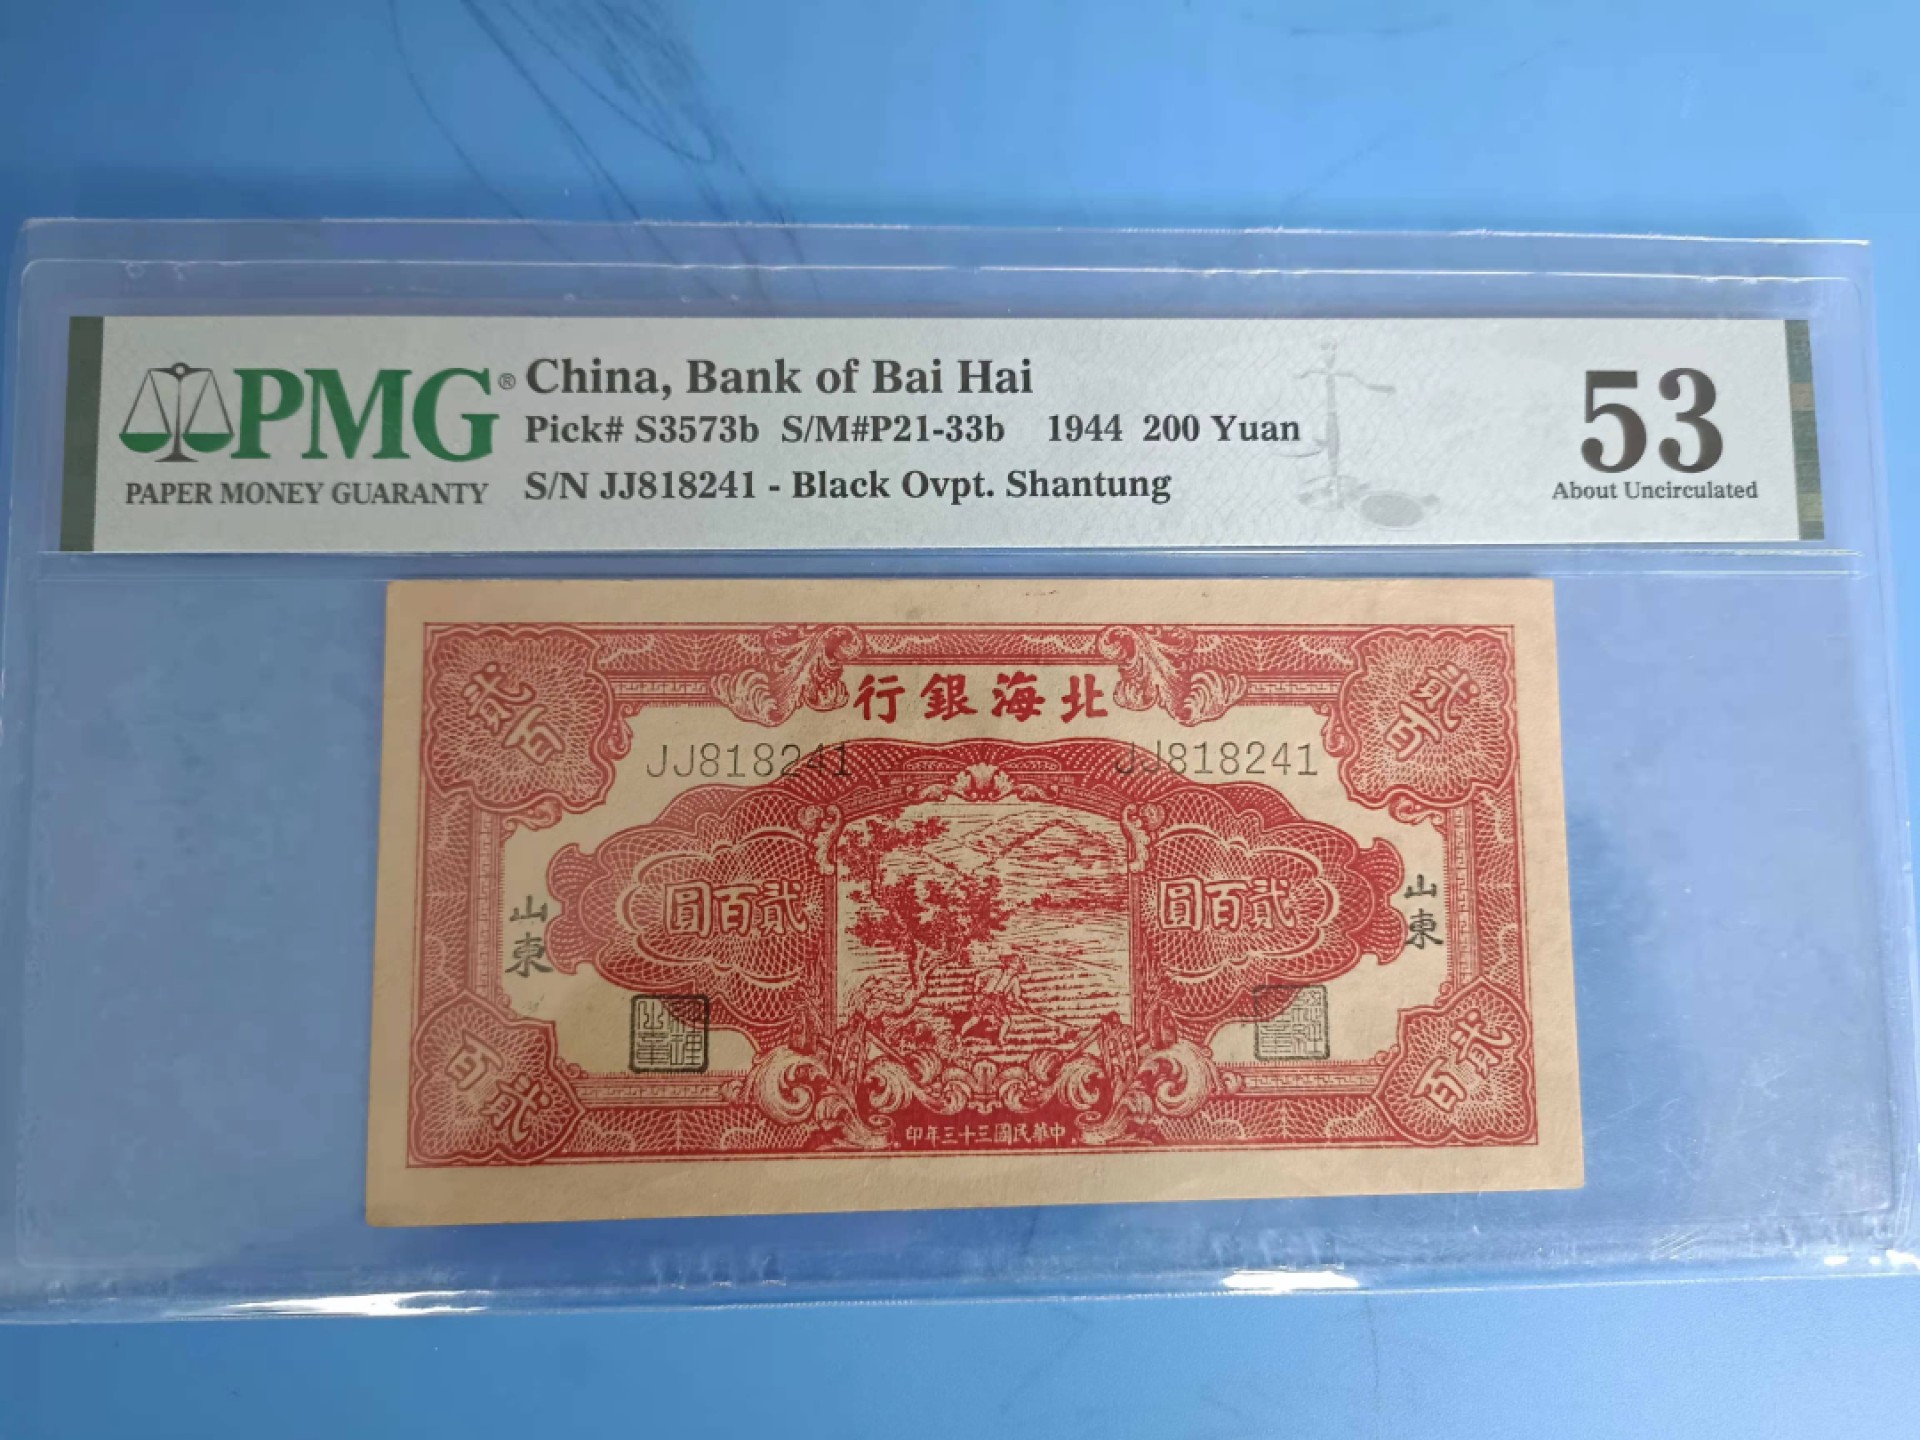 PMG®
PAPER MONEY GUARANTY
China, Bank of Bai Hai
Pick# S3573b S/M#P21-33b 1944 200 Yuan
S/N JJ818241 - Black Ovpt. Shantung
53
About Uncirculated
貳百
行銀海北
貳百
JJ818241
JJ818241
圓百貳
圓百貳
山東
山東
百貳
百貳
印年三十三國民華中